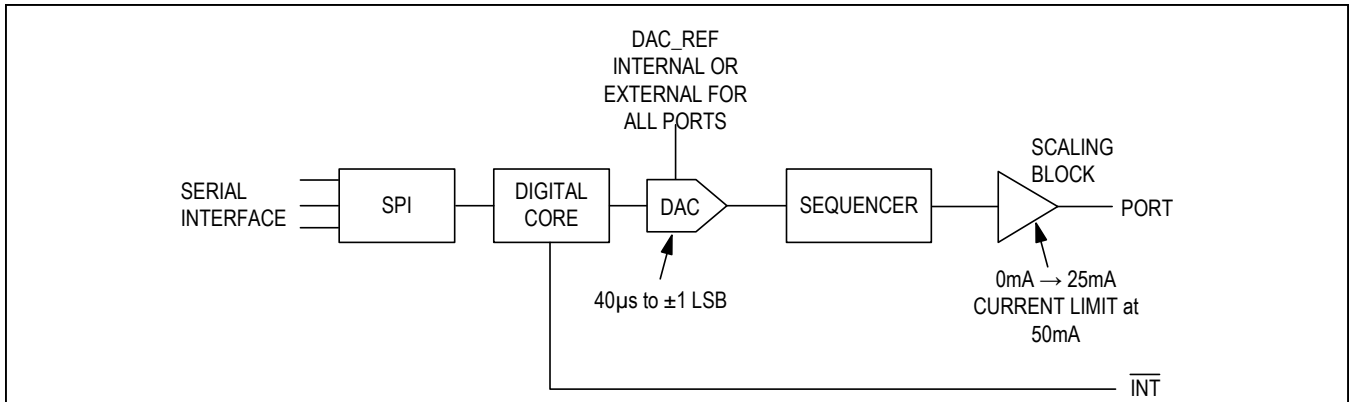 DAC_REF
INTERNAL OR
EXTERNAL FOR
ALL PORTS
SCALING
BLOCK
SERIAL
INTERFACE
SPI
DIGITAL
CORE
DAC
SEQUENCER
PORT
40µs to ±1 LSB
0mA → 25mA
CURRENT LIMIT at
50mA
INT